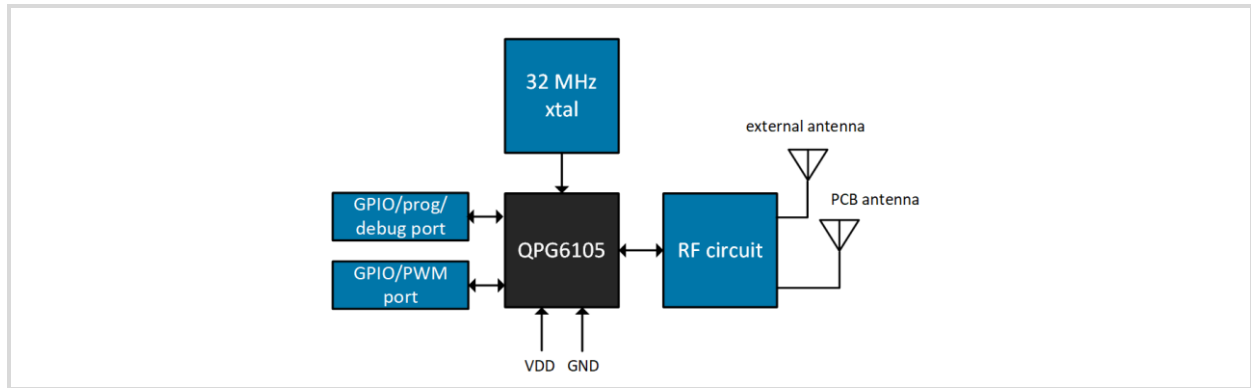 32 MHz
xtal
external antenna
PCB antenna
GPIO/prog/
debug port
QPG6105
RF circuit
GPIO/PWM
port
VDD GND